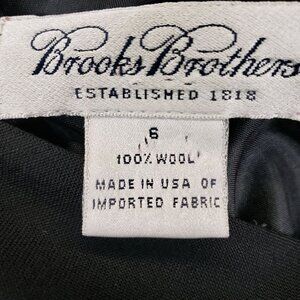 Brooks Brothers
ESTABLISHED 1818
6
100% WOOL
MADE IN USA OF
IMPORTED FABRIC